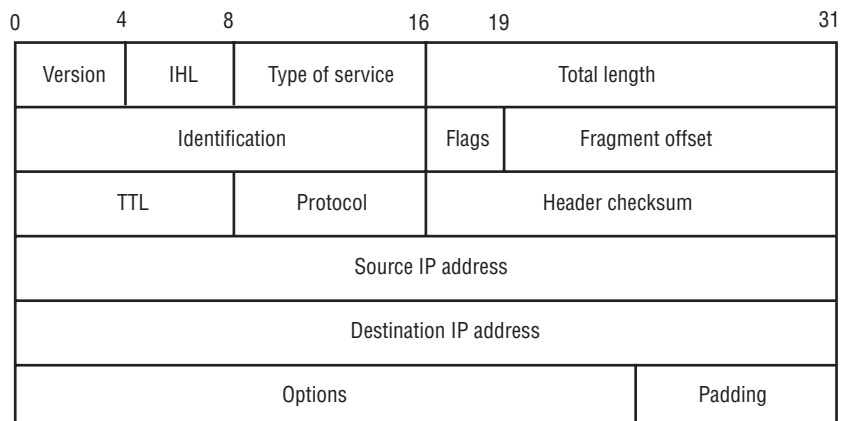 0 4 8 16 19 31
Version IHL Type of service Total length
Identification Flags Fragment offset
TTL Protocol Header checksum
Source IP address
Destination IP address
Options Padding